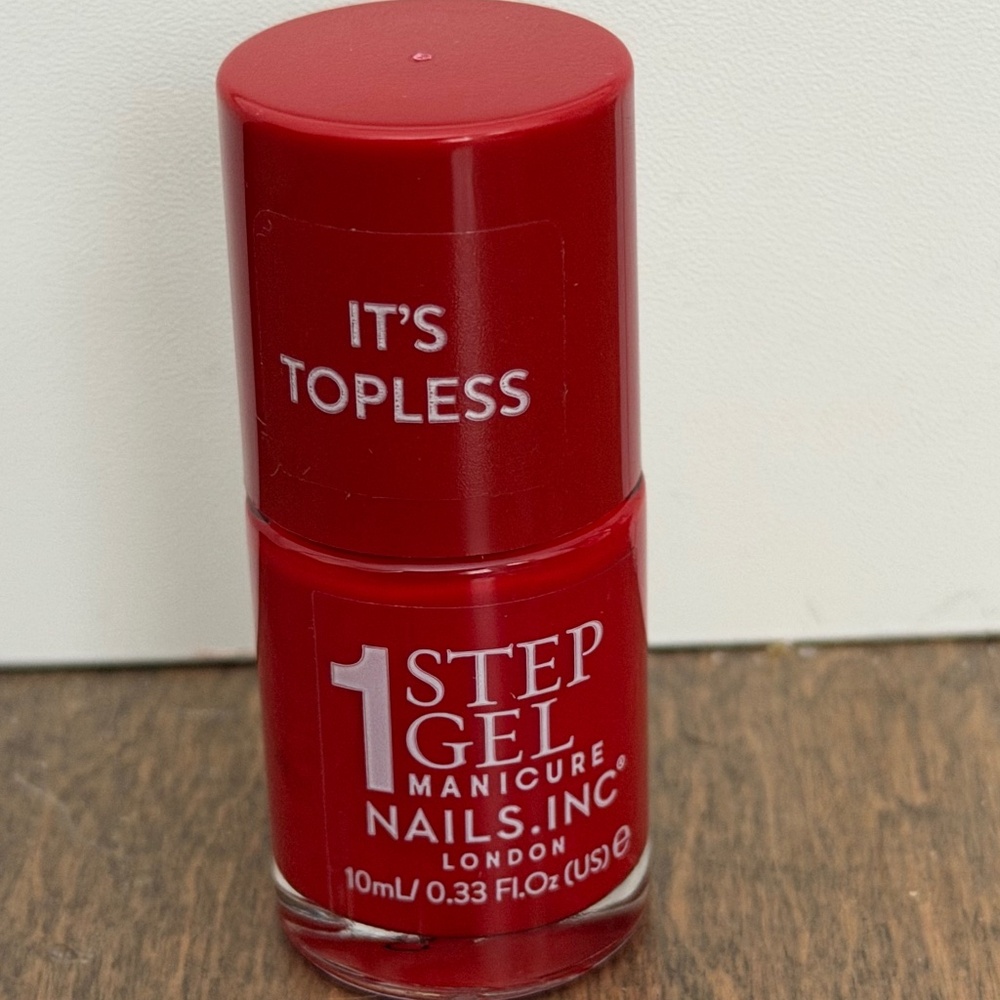 IT'S
TOPLESS
1 STEP
GEL
MANICURE
NAILS.INC®
LONDON
10mL/ 0.33 Fl.Oz (US) ℮